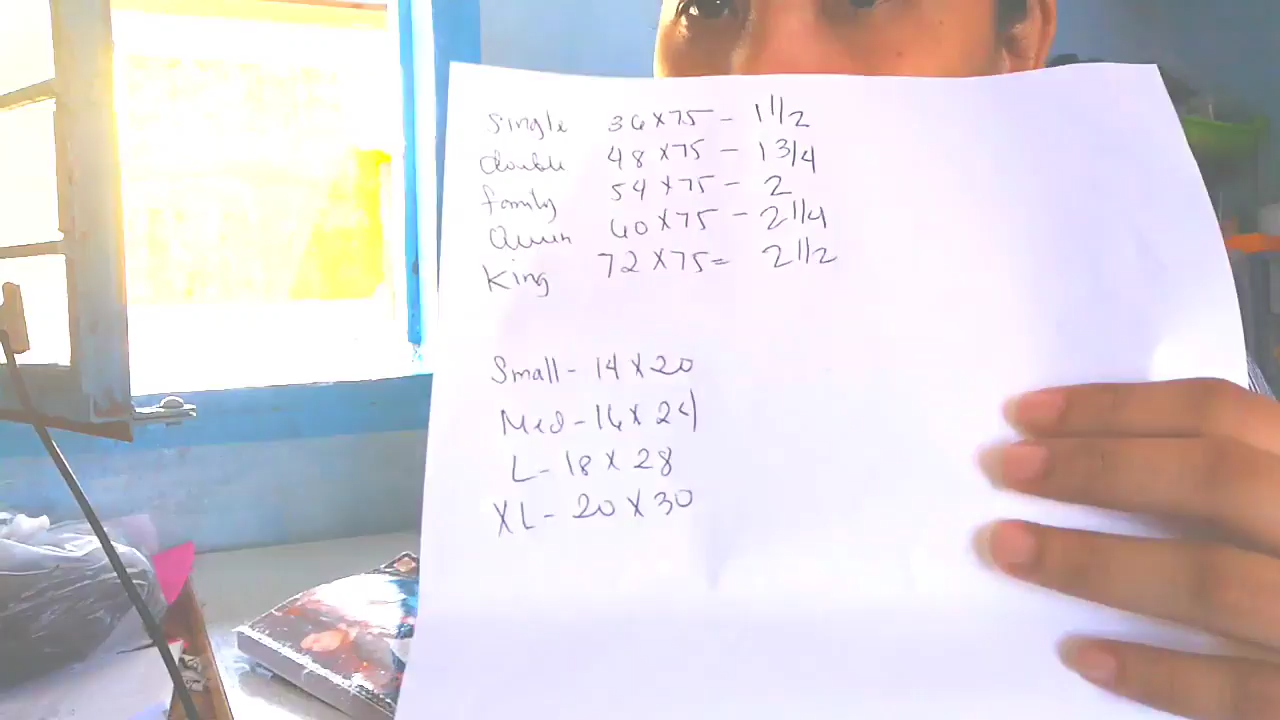 Single 36x75 - 1 1/2
double 48x75 - 1 3/4
family 54x75 - 2
Queen 60x75 - 2 1/4
King 72x75= 2 1/2
Small - 14x20
Med - 16x24
L - 18x28
XL - 20x30